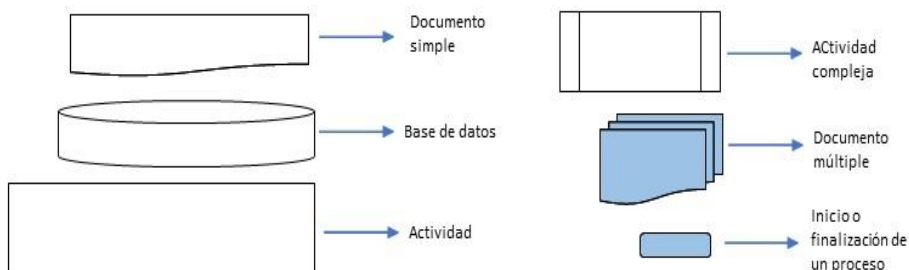 Documento
simple
Base de datos
Actividad
ACtividad
compleja
Documento
múltiple
Inicio o
finalización de
un proceso